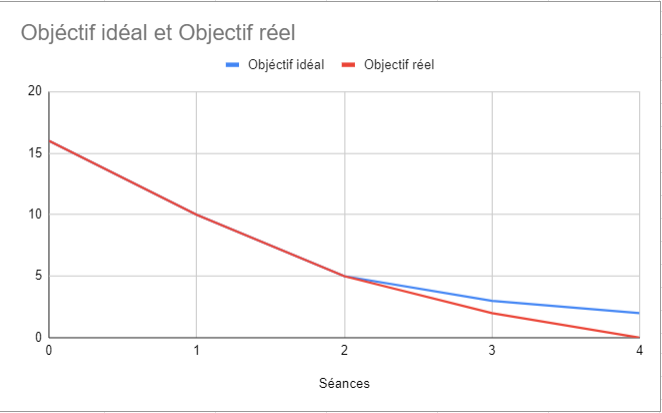 Objéctif idéal et Objectif réel
Objéctif idéal Objectif réel
20
15
10
5
0
0 1 2 3 4
Séances